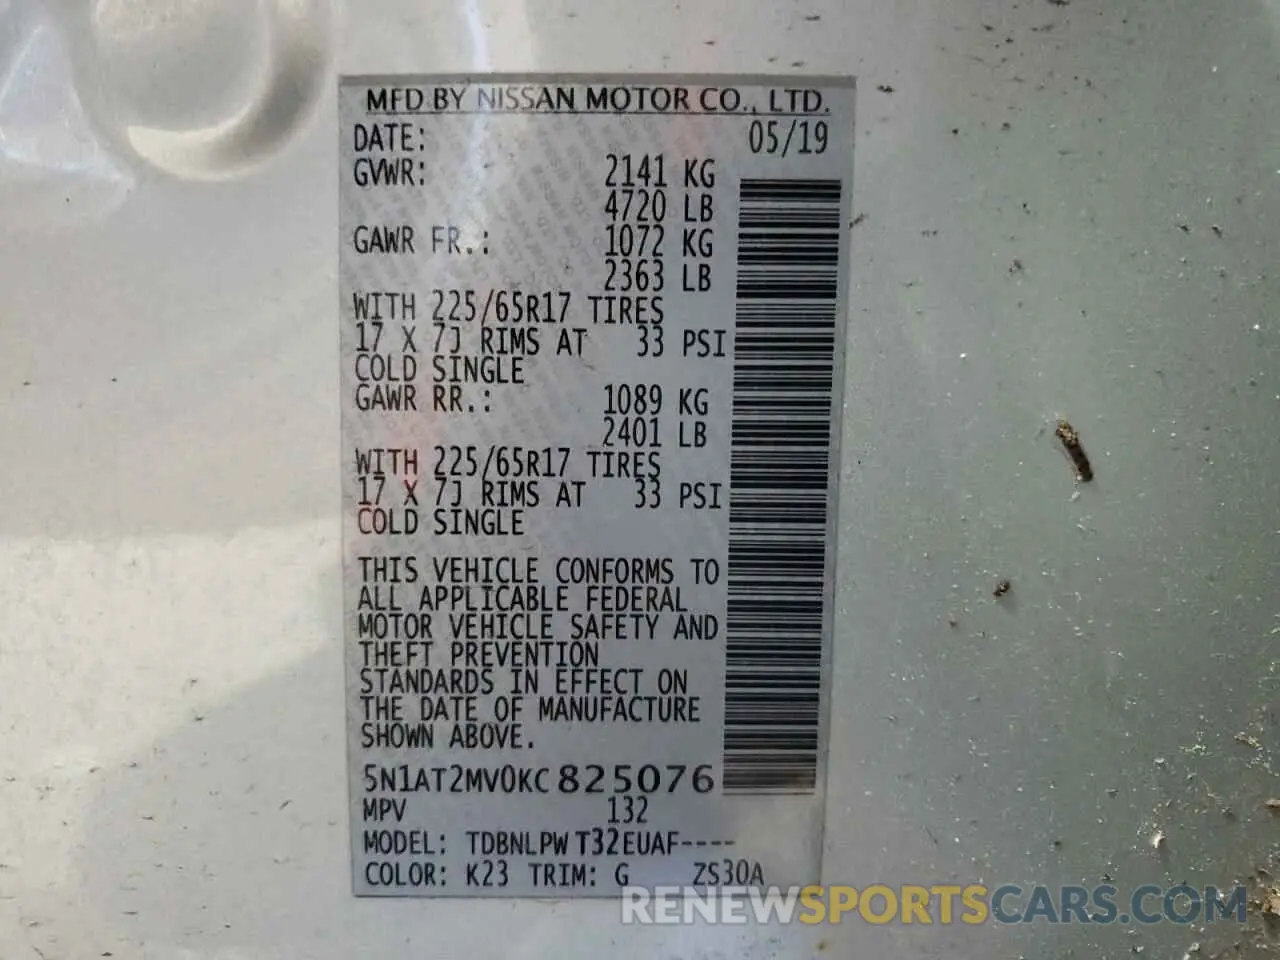 MFD BY NISSAN MOTOR CO., LTD.
DATE: 05/19
GVWR: 2141 KG
4720 LB
GAWR FR.: 1072 KG
2363 LB
WITH 225/65R17 TIRES
17 X 7J RIMS AT 33 PSI
COLD SINGLE
GAWR RR.: 1089 KG
2401 LB
WITH 225/65R17 TIRES
17 X 7J RIMS AT 33 PSI
COLD SINGLE
THIS VEHICLE CONFORMS TO
ALL APPLICABLE FEDERAL
MOTOR VEHICLE SAFETY AND
THEFT PREVENTION
STANDARDS IN EFFECT ON
THE DATE OF MANUFACTURE
SHOWN ABOVE.
5N1AT2MV0KC825076
MPV 132
MODEL: TDBNLPW T32EUAF----
COLOR: K23 TRIM: G ZS30A
RENEWSPORTSCARS.COM